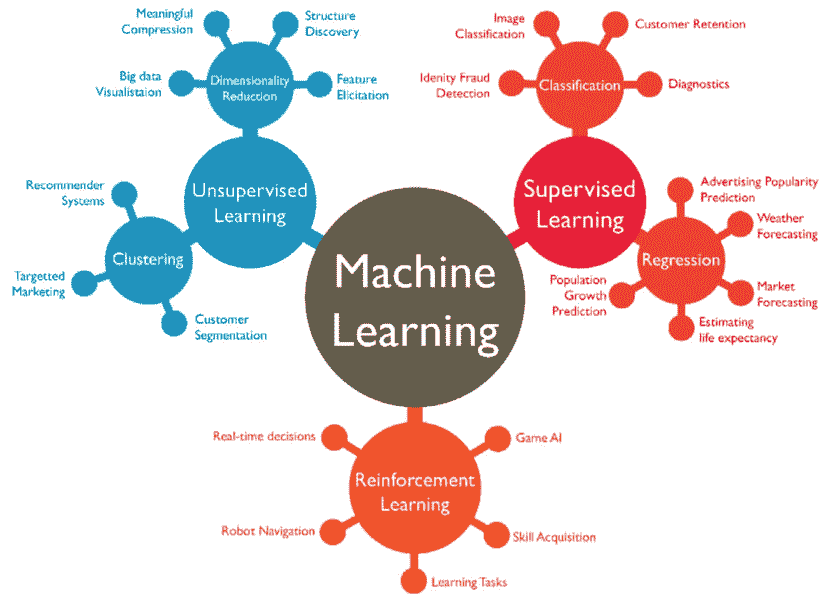 Meaningful
Compression
Structure
Discovery
Big data
Visualistaion
Dimensionality
Reduction
Feature
Elicitation
Unsupervised
Learning
Recommender
Systems
Clustering
Targetted
Marketing
Customer
Segmentation
Image
Classification
Customer Retention
Idenity Fraud
Detection
Classification
Diagnostics
Supervised
Learning
Advertising Popularity
Prediction
Weather
Forecasting
Regression
Population
Growth
Prediction
Market
Forecasting
Estimating
life expectancy
Machine
Learning
Real-time decisions
Game AI
Reinforcement
Learning
Robot Navigation
Skill Acquisition
Learning Tasks